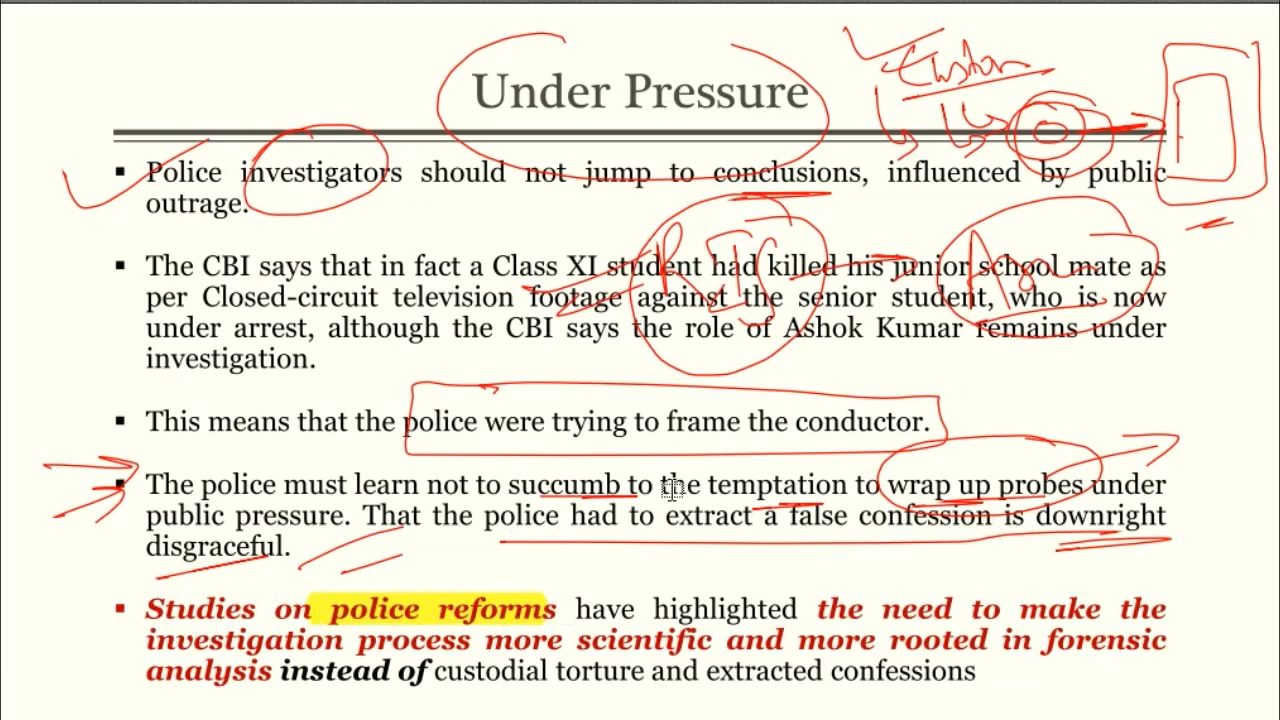 Under Pressure
▪ Police investigators should not jump to conclusions, influenced by public
outrage.
▪ The CBI says that in fact a Class XI student had killed his junior school mate as
per Closed-circuit television footage against the senior student, who is now
under arrest, although the CBI says the role of Ashok Kumar remains under
investigation.
▪ This means that the police were trying to frame the conductor.
▪ The police must learn not to succumb to the temptation to wrap up probes under
public pressure. That the police had to extract a false confession is downright
disgraceful.
▪ Studies on police reforms have highlighted the need to make the
investigation process more scientific and more rooted in forensic
analysis instead of custodial torture and extracted confessions